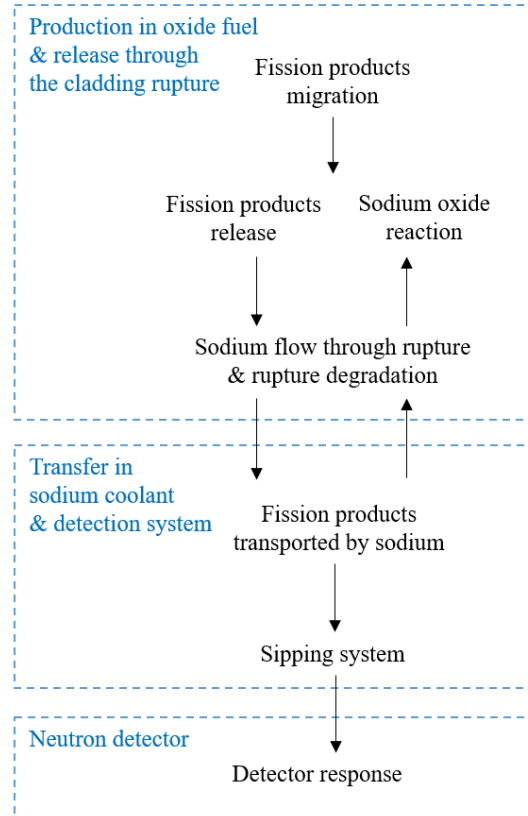 Production in oxide fuel
& release through
the cladding rupture
Fission products
migration
Fission products
release
Sodium oxide
reaction
Sodium flow through rupture
& rupture degradation
Transfer in
sodium coolant
& detection system
Fission products
transported by sodium
Sipping system
Neutron detector
Detector response